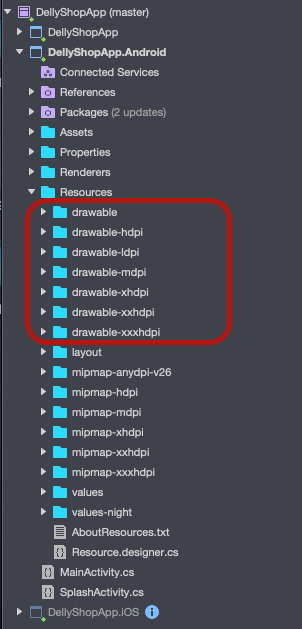 DellyShopApp (master)
DellyShopApp
DellyShopApp.Android
Connected Services
References
Packages (2 updates)
Assets
Properties
Renderers
Resources
drawable
drawable-hdpi
drawable-ldpi
drawable-mdpi
drawable-xhdpi
drawable-xxhdpi
drawable-xxxhdpi
layout
mipmap-anydpi-v26
mipmap-hdpi
mipmap-mdpi
mipmap-xhdpi
mipmap-xxhdpi
mipmap-xxxhdpi
values
values-night
AboutResources.txt
Resource.designer.cs
MainActivity.cs
SplashActivity.cs
DellyShopApp.iOS